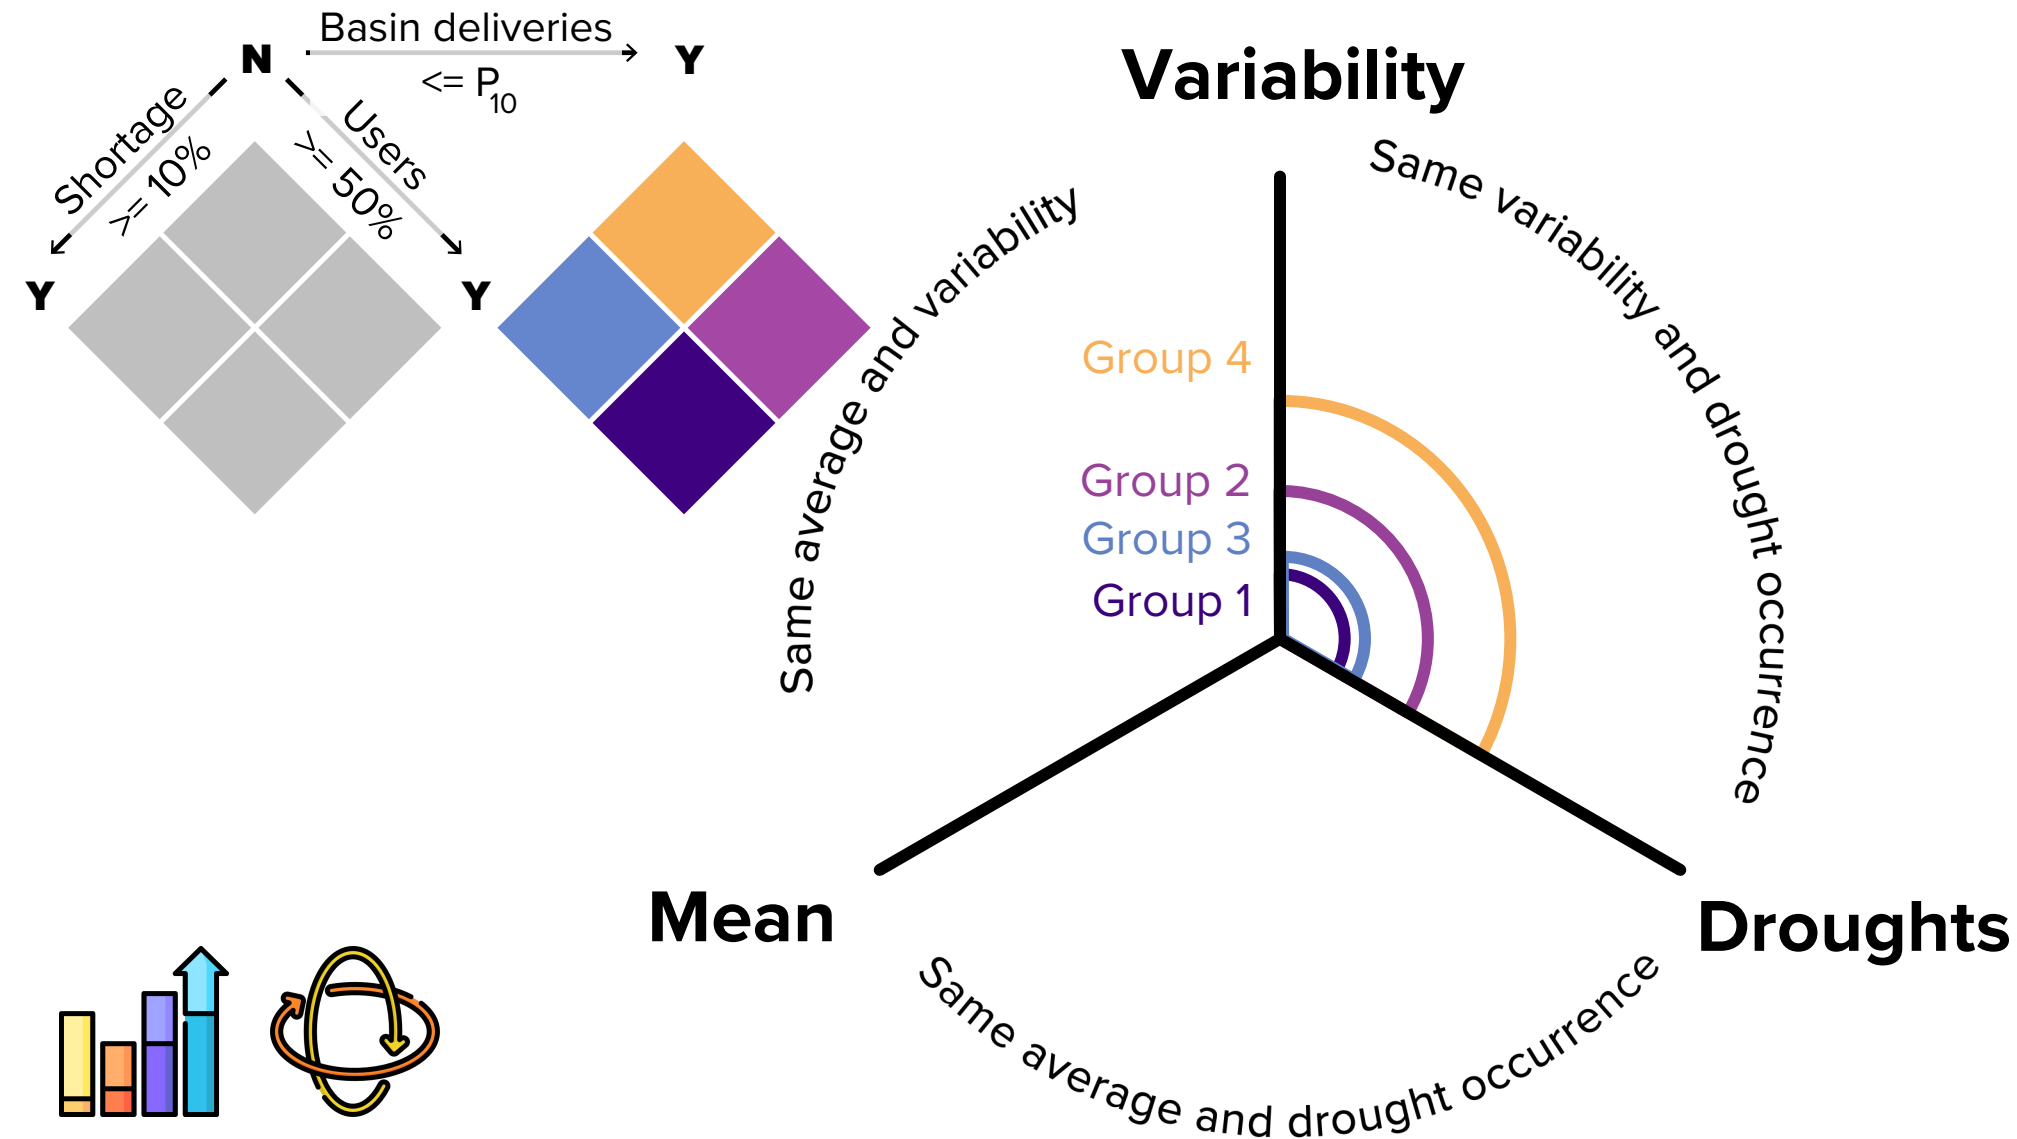 Basin deliveries
N
Y
<= P10
Shortage
>= 10%
Users
>= 50%
Y
Y
Variability
Same average and variability
Same variability and drought occurrence
Group 4
Group 2
Group 3
Group 1
Mean
Droughts
Same average and drought occurrence